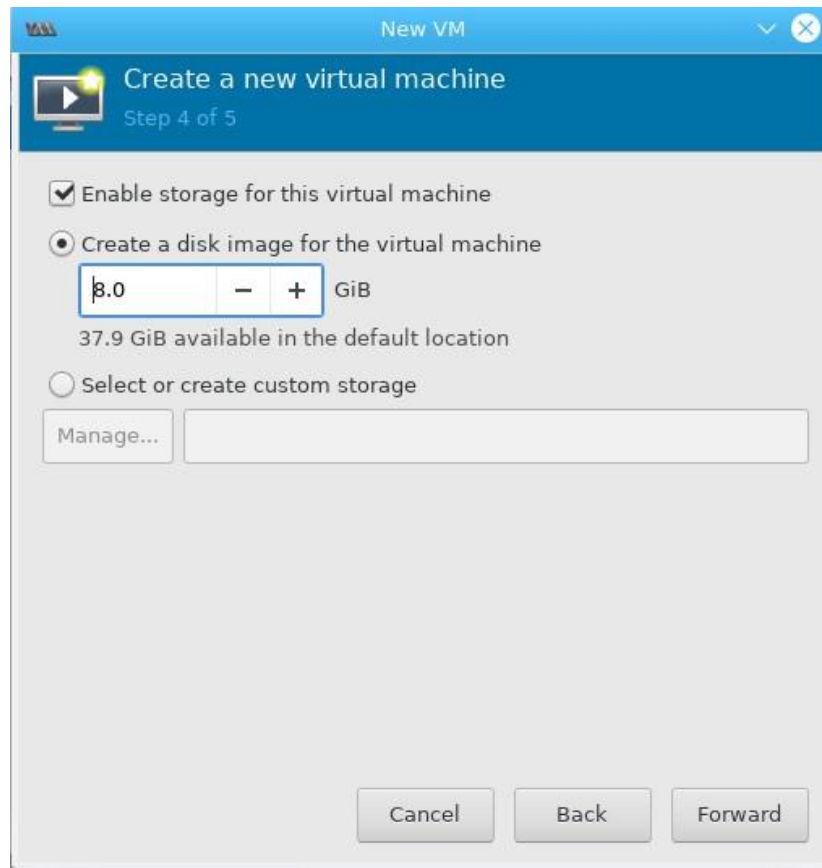 New VM
Create a new virtual machine
Step 4 of 5
Enable storage for this virtual machine
Create a disk image for the virtual machine
8.0 − + GiB
37.9 GiB available in the default location
Select or create custom storage
Manage...
Cancel Back Forward